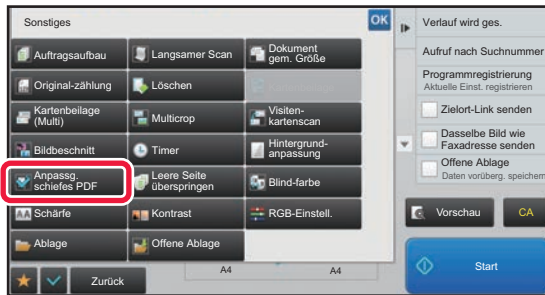 Sonstiges
OK
Auftragsaufbau
Langsamer Scan
Dokument
gem. Größe
Original-zählung
Löschen
Kartenbeilage
(Multi)
Multicrop
Visiten-
kartenscan
Bildbeschnitt
Timer
Hintergrund-
anpassung
Anpassg.
schiefes PDF
Leere Seite
überspringen
Blind-farbe
Schärfe
Kontrast
RGB-Einstell.
Ablage
Offene Ablage
Zurück
A4
A4
Verlauf wird ges.
Aufruf nach Suchnummer
Programmregistrierung
Aktuelle Einst. registrieren
Zielort-Link senden
Dasselbe Bild wie
Faxadresse senden
Offene Ablage
Daten vorüberg. speichern
Vorschau
CA
Start